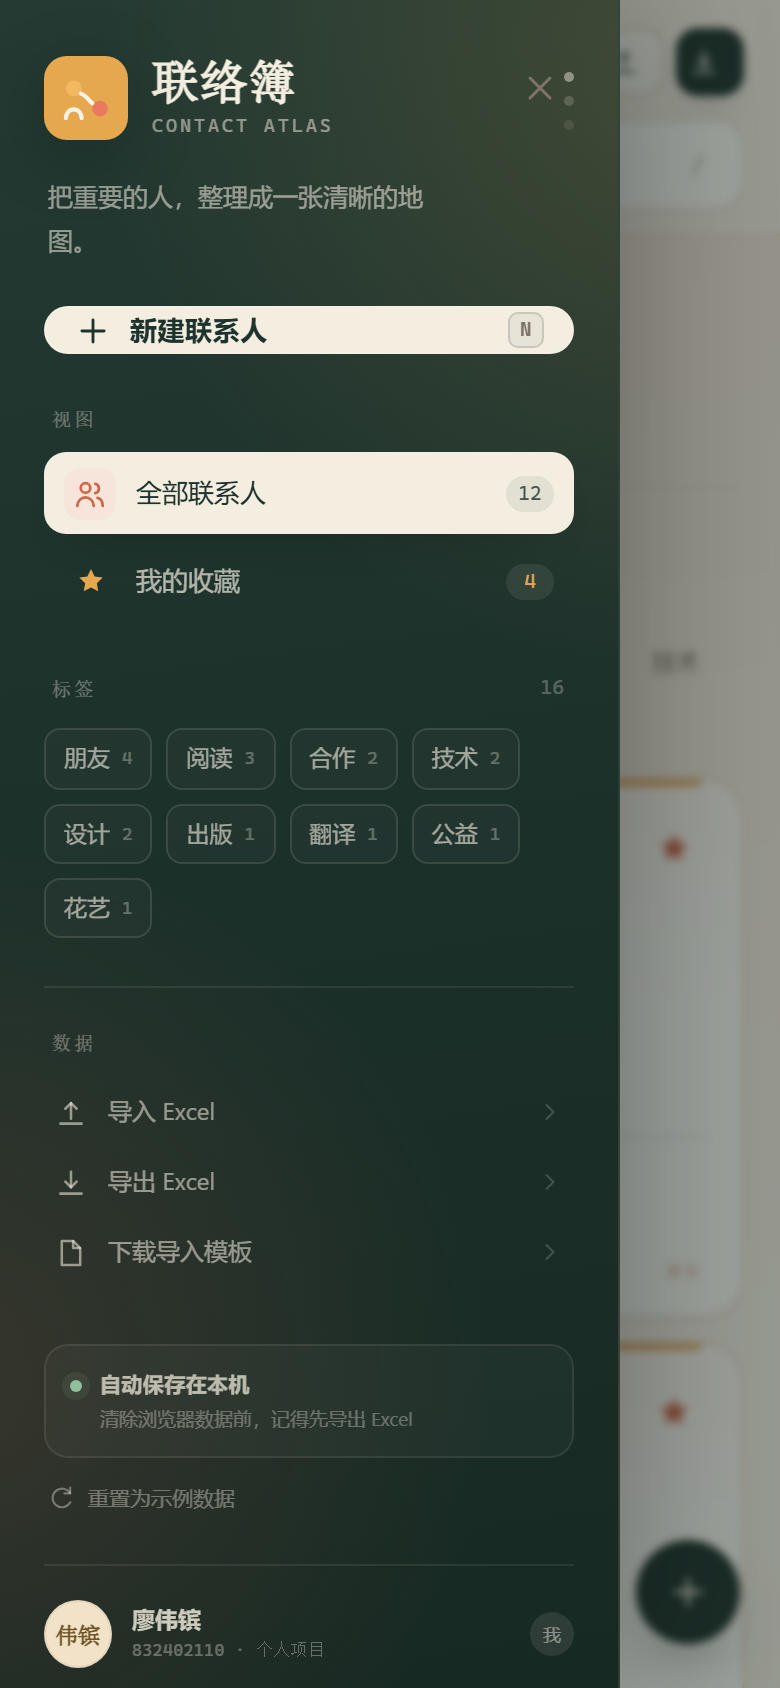 联络簿
CONTACT ATLAS
把重要的人，整理成一张清晰的地
图。
新建联系人 N
视图
全部联系人 12
我的收藏 4
标签 16
朋友 4 阅读 3 合作 2 技术 2
设计 2 出版 1 翻译 1 公益 1
花艺 1
数据
导入 Excel
导出 Excel
下载导入模板
自动保存在本机
清除浏览器数据前，记得先导出 Excel
重置为示例数据
伟镔 廖伟镔 我
832402110 · 个人项目
技术